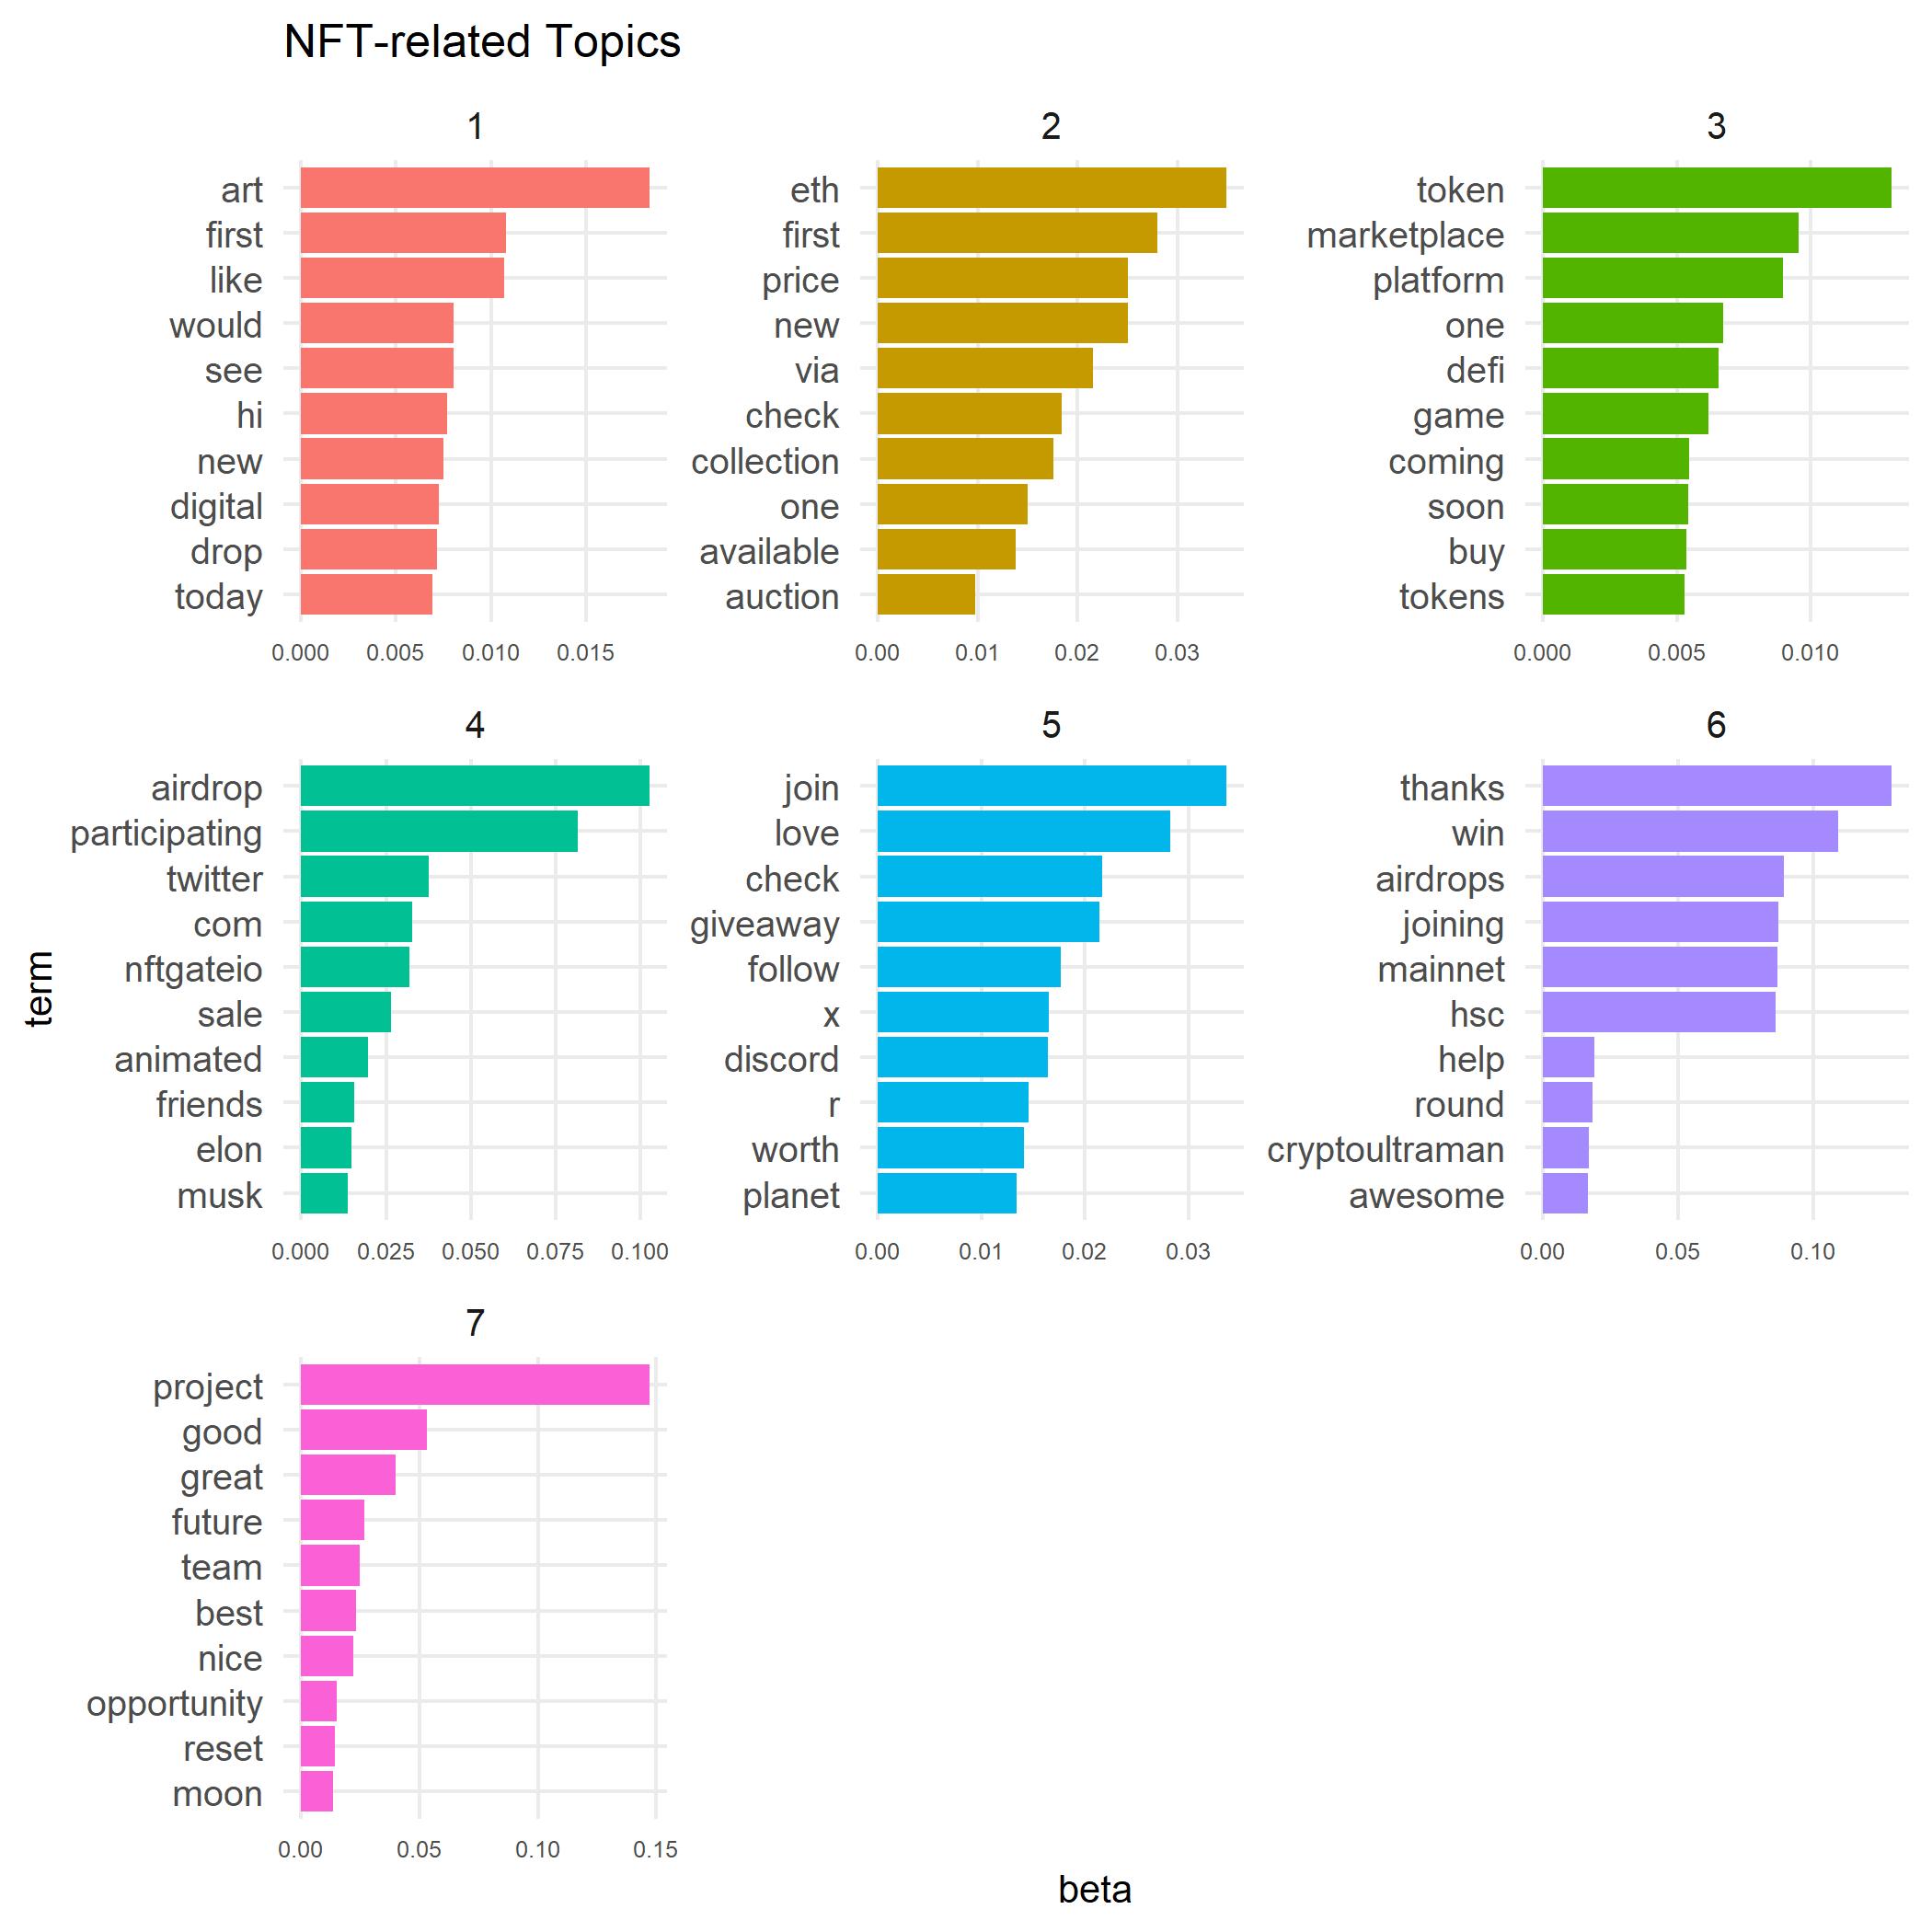 NFT-related Topics
1
art
first
like
would
see
hi
new
digital
drop
today
0.000 0.005 0.010 0.015
2
eth
first
price
new
via
check
collection
one
available
auction
0.00 0.01 0.02 0.03
3
token
marketplace
platform
one
defi
game
coming
soon
buy
tokens
0.000 0.005 0.010
term
4
airdrop
participating
twitter
com
nftgateio
sale
animated
friends
elon
musk
0.000 0.025 0.050 0.075 0.100
5
join
love
check
giveaway
follow
x
discord
r
worth
planet
0.00 0.01 0.02 0.03
6
thanks
win
airdrops
joining
mainnet
hsc
help
round
cryptoultraman
awesome
0.00 0.05 0.10
7
project
good
great
future
team
best
nice
opportunity
reset
moon
0.00 0.05 0.10 0.15
beta